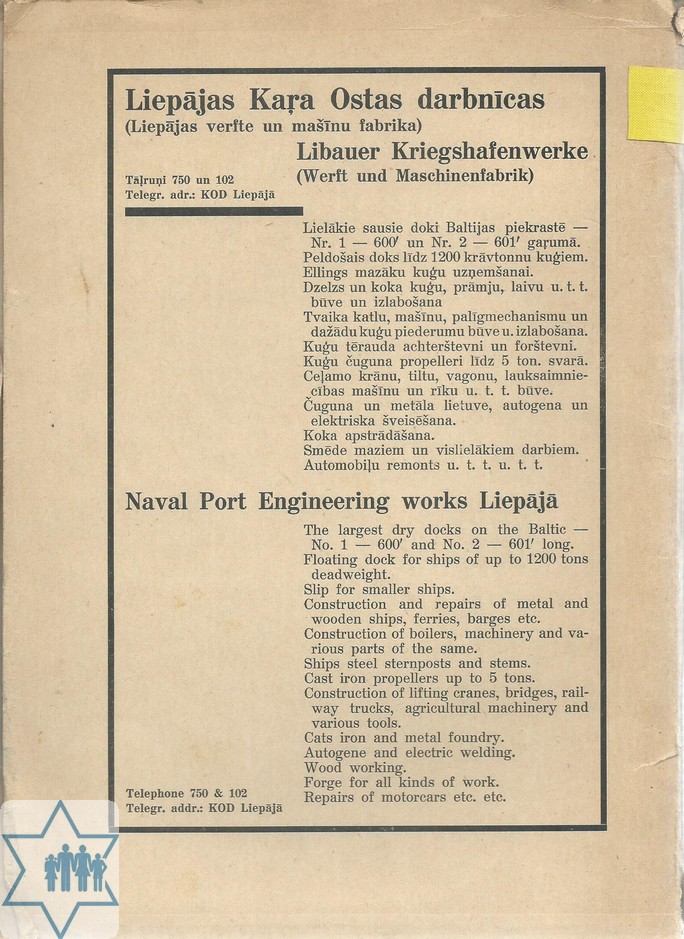 Liepājas Kaŗa Ostas darbnīcas
(Liepājas verfte un mašīnu fabrika)
Libauer Kriegshafenwerke
(Werft und Maschinenfabrik)
Tāļruņi 750 un 102
Telegr. adr.: KOD Liepājā
Lielākie sausie doki Baltijas piekrastē —
Nr. 1 — 600′ un Nr. 2 — 601′ gaŗumā.
Peldošais doks līdz 1200 krāvtonnu kuģiem.
Ellings mazāku kuģu uzņemšanai.
Dzelzs un koka kuģu, prāmju, laivu u. t. t.
būve un izlabošana
Tvaika katlu, mašīnu, palīgmechanismu un
dažādu kuģu piederumu būve u. izlabošana.
Kuģu tērauda achterštevni un forštevni.
Kuģu čuguna propelleri līdz 5 ton. svarā.
Ceļamo krānu, tiltu, vagonu, lauksaimnie-
cības mašīnu un rīku u. t. t. būve.
Čuguna un metāla lietuve, autogena un
elektriska šveisēšana.
Koka apstrādāšana.
Smēde maziem un vislielākiem darbiem.
Automobiļu remonts u. t. t. u. t. t.
Naval Port Engineering works Liepājā
The largest dry docks on the Baltic —
No. 1 — 600′ and No. 2 — 601′ long.
Floating dock for ships of up to 1200 tons
deadweight.
Slip for smaller ships.
Construction and repairs of metal and
wooden ships, ferries, barges etc.
Construction of boilers, machinery and va-
rious parts of the same.
Ships steel sternposts and stems.
Cast iron propellers up to 5 tons.
Construction of lifting cranes, bridges, rail-
way trucks, agricultural machinery and
various tools.
Cats iron and metal foundry.
Autogene and electric welding.
Wood working.
Forge for all kinds of work.
Repairs of motorcars etc. etc.
Telephone 750 & 102
Telegr. addr.: KOD Liepājā